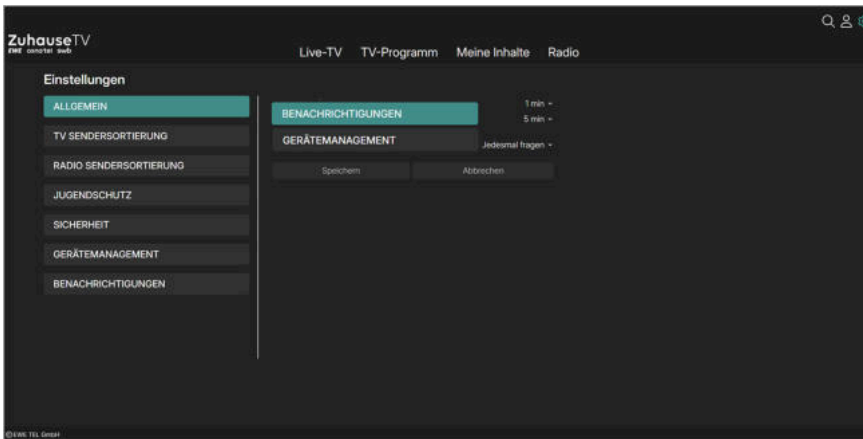 ZuhauseTV
EWE osnatel swb
Live-TV TV-Programm Meine Inhalte Radio
Einstellungen
ALLGEMEIN
TV SENDERSORTIERUNG
RADIO SENDERSORTIERUNG
JUGENDSCHUTZ
SICHERHEIT
GERÄTEMANAGEMENT
BENACHRICHTIGUNGEN
BENACHRICHTIGUNGEN
1 min
5 min
GERÄTEMANAGEMENT
Jedesmal fragen
Speichern Abbrechen
©EWE TEL GmbH